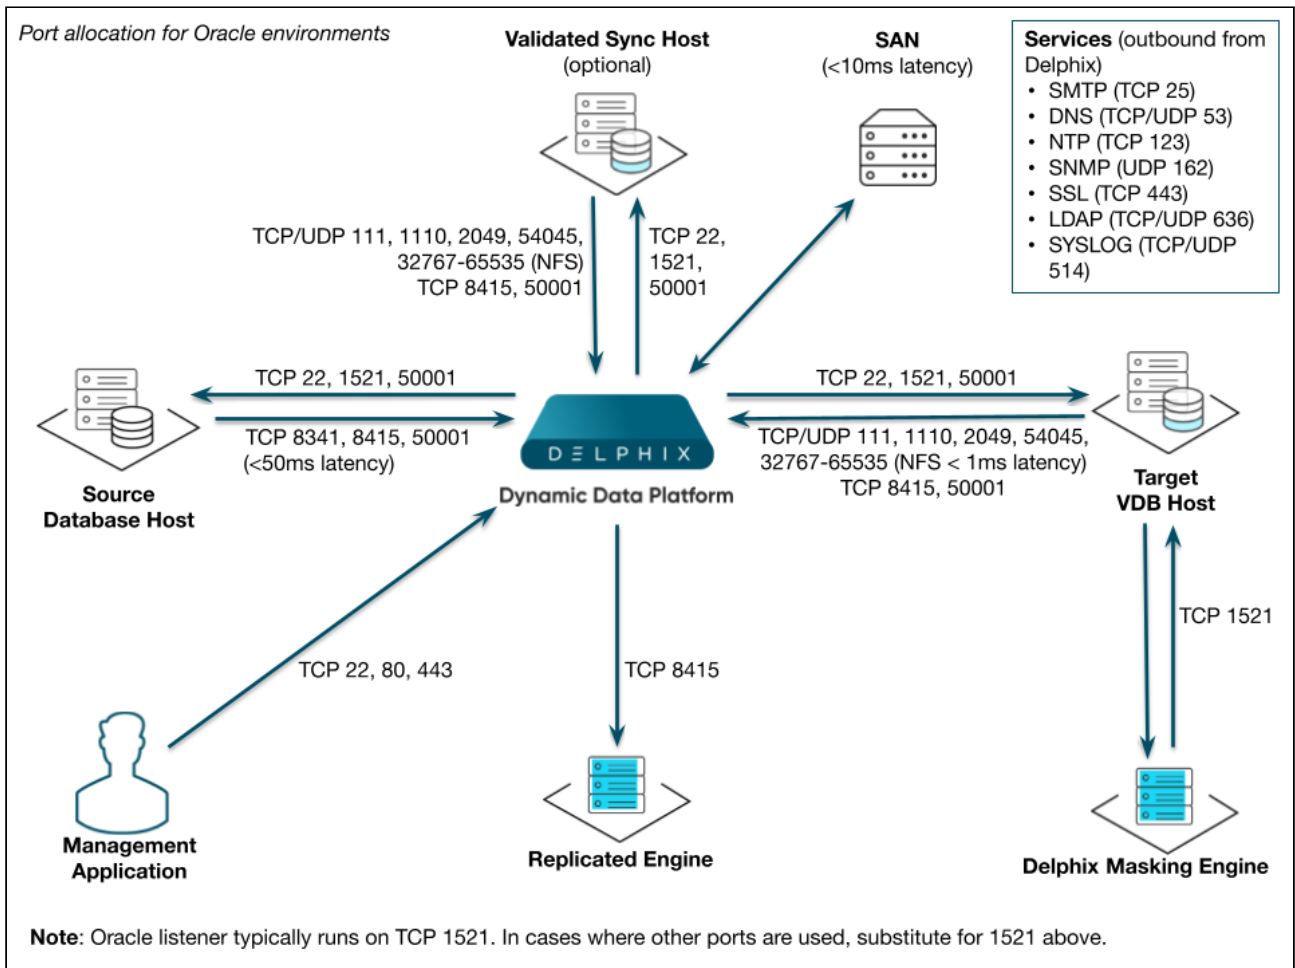 Port allocation for Oracle environments
Validated Sync Host
(optional)
SAN
(<10ms latency)
Services (outbound from
Delphix)
• SMTP (TCP 25)
• DNS (TCP/UDP 53)
• NTP (TCP 123)
• SNMP (UDP 162)
• SSL (TCP 443)
• LDAP (TCP/UDP 636)
• SYSLOG (TCP/UDP
514)
TCP/UDP 111, 1110, 2049, 54045,
32767-65535 (NFS)
TCP 8415, 50001
TCP 22,
1521,
50001
TCP 22, 1521, 50001
TCP 8341, 8415, 50001
(<50ms latency)
Source
Database Host
DELPHIX
Dynamic Data Platform
TCP 22, 1521, 50001
TCP/UDP 111, 1110, 2049, 54045,
32767-65535 (NFS < 1ms latency)
TCP 8415, 50001
Target
VDB Host
TCP 22, 80, 443
TCP 8415
TCP 1521
Management
Application
Replicated Engine
Delphix Masking Engine
Note: Oracle listener typically runs on TCP 1521. In cases where other ports are used, substitute for 1521 above.